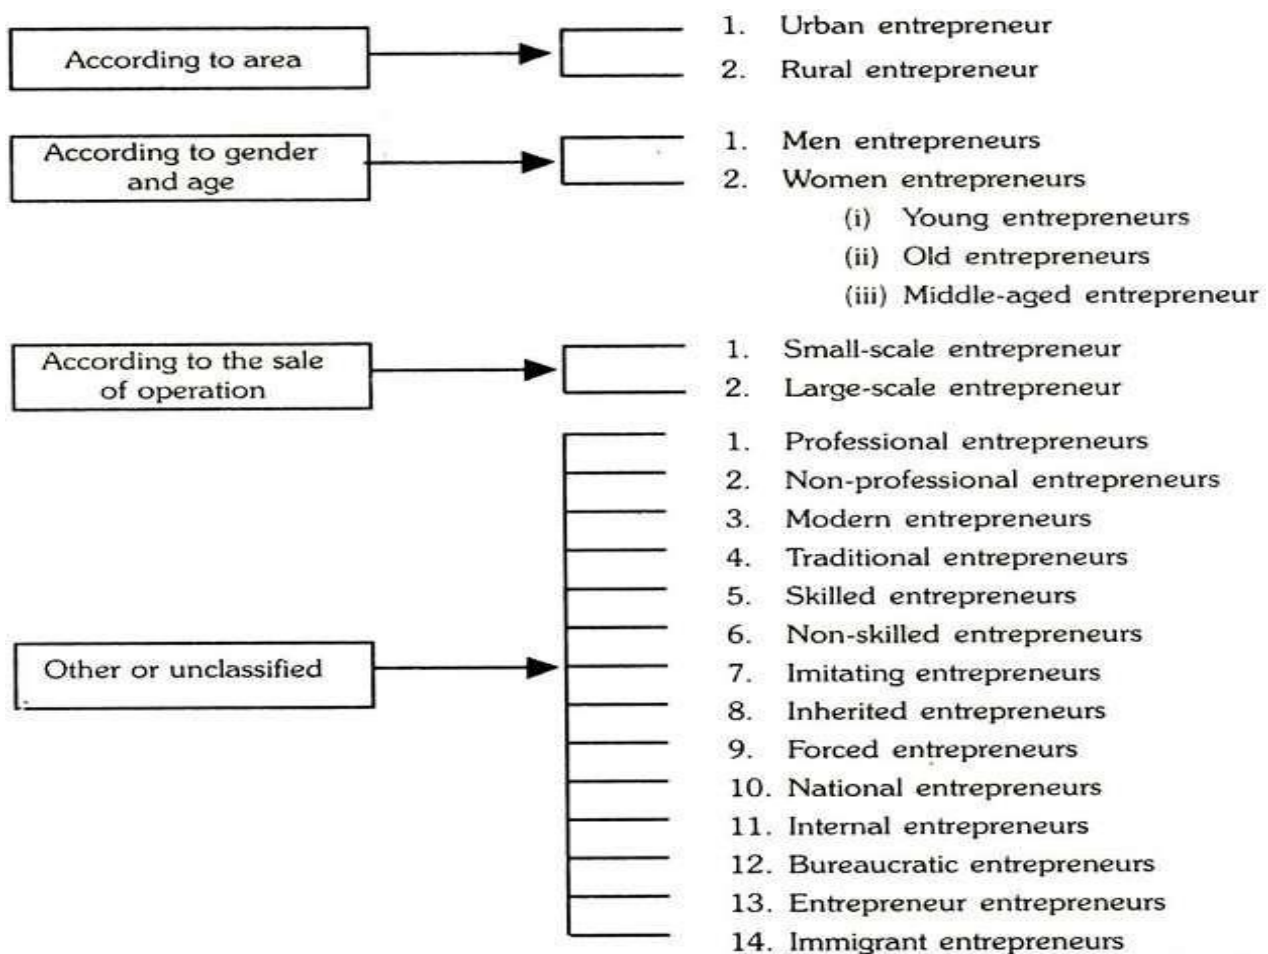 According to area
1. Urban entrepreneur
2. Rural entrepreneur
According to gender
and age
1. Men entrepreneurs
2. Women entrepreneurs
(i) Young entrepreneurs
(ii) Old entrepreneurs
(iii) Middle-aged entrepreneur
According to the sale
of operation
1. Small-scale entrepreneur
2. Large-scale entrepreneur
Other or unclassified
1. Professional entrepreneurs
2. Non-professional entrepreneurs
3. Modern entrepreneurs
4. Traditional entrepreneurs
5. Skilled entrepreneurs
6. Non-skilled entrepreneurs
7. Imitating entrepreneurs
8. Inherited entrepreneurs
9. Forced entrepreneurs
10. National entrepreneurs
11. Internal entrepreneurs
12. Bureaucratic entrepreneurs
13. Entrepreneur entrepreneurs
14. Immigrant entrepreneurs